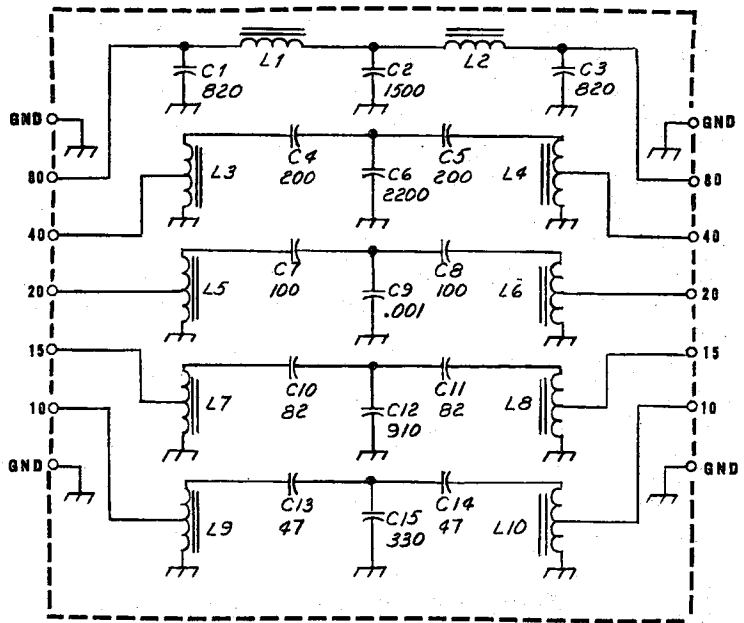 L1
L2
C1
820
C2
1500
C3
820
GND
GND
80
80
L3
C4
200
C6
2200
C5
200
L4
40
40
L5
C7
100
C9
.001
C8
100
L6
20
20
15
15
L7
C10
82
C12
910
C11
82
L8
10
10
GND
GND
L9
C13
47
C15
330
C14
47
L10